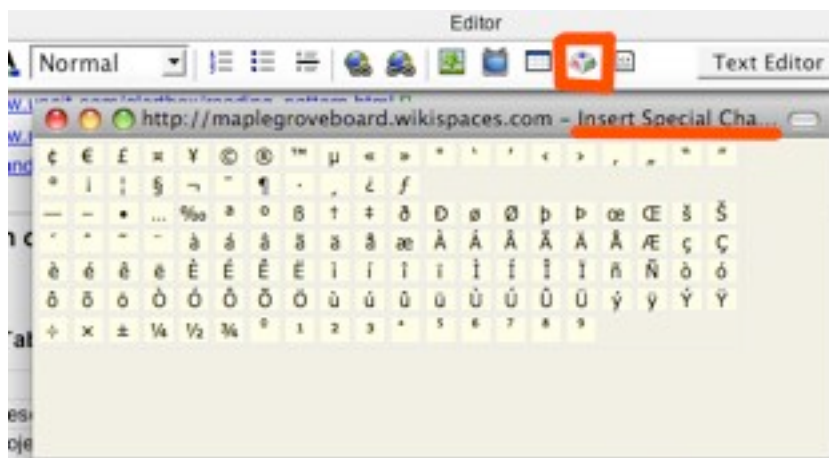 Editor
Normal Text Editor
http://maplegroveboard.wikispaces.com – Insert Special Cha...
¢ € £ ¤ ¥ © ® ™ µ « »
¡ ¦ § ¬ ¶ · ¸ ¿ ƒ
— – • … ‰ ª º ß † ‡ ð Ð ø Ø þ Þ œ Œ š Š
à á â ã ä å æ À Á Â Ã Ä Å Æ ç Ç
è é ê ë È É Ê Ë ì í î ï Ì Í Î Ï ñ Ñ ò ó
ô õ ö Ò Ó Ô Õ Ö ù ú û ü Ù Ú Û Ü ý ÿ Ý Ÿ
÷ × ± ¼ ½ ¾ ⁰ ¹ ² ³ ⁴ ⁵ ⁶ ⁷ ⁸ ⁹